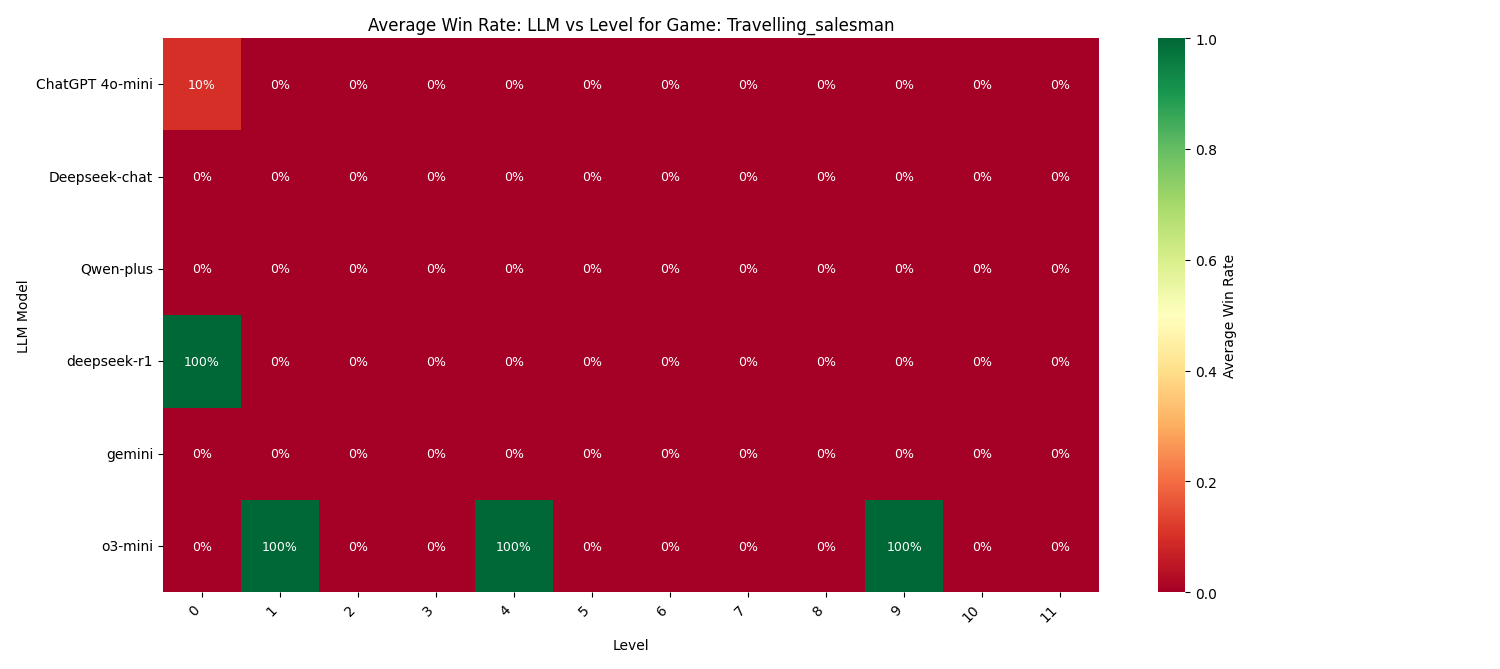 Average Win Rate: LLM vs Level for Game: Travelling_salesman
LLM Model
ChatGPT 4o-mini 10% 0% 0% 0% 0% 0% 0% 0% 0% 0% 0% 0%
Deepseek-chat 0% 0% 0% 0% 0% 0% 0% 0% 0% 0% 0% 0%
Qwen-plus 0% 0% 0% 0% 0% 0% 0% 0% 0% 0% 0% 0%
deepseek-r1 100% 0% 0% 0% 0% 0% 0% 0% 0% 0% 0% 0%
gemini 0% 0% 0% 0% 0% 0% 0% 0% 0% 0% 0% 0%
o3-mini 0% 100% 0% 0% 100% 0% 0% 0% 0% 100% 0% 0%
0 1 2 3 4 5 6 7 8 9 10 11
Level
1.0
0.8
0.6
0.4
0.2
0.0
Average Win Rate